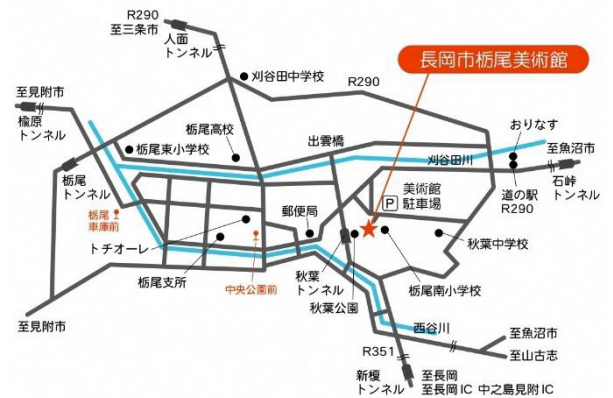 R290
至三条市
人面
トンネル
長岡市栃尾美術館
刈谷田中学校
R290
至見附市
楡原
トンネル
栃尾高校
栃尾東小学校
出雲橋
おりなす
至魚沼市
刈谷田川
栃尾
トンネル
石峠
トンネル
道の駅
R290
美術館
駐車場
P
栃尾
車庫前
郵便局
トチオーレ
秋葉中学校
栃尾支所
中央公園前
秋葉
トンネル
秋葉公園
栃尾南小学校
至見附市
西谷川
至魚沼市
至山古志
R351
新榎
トンネル
至長岡
至長岡IC 中之島見附IC